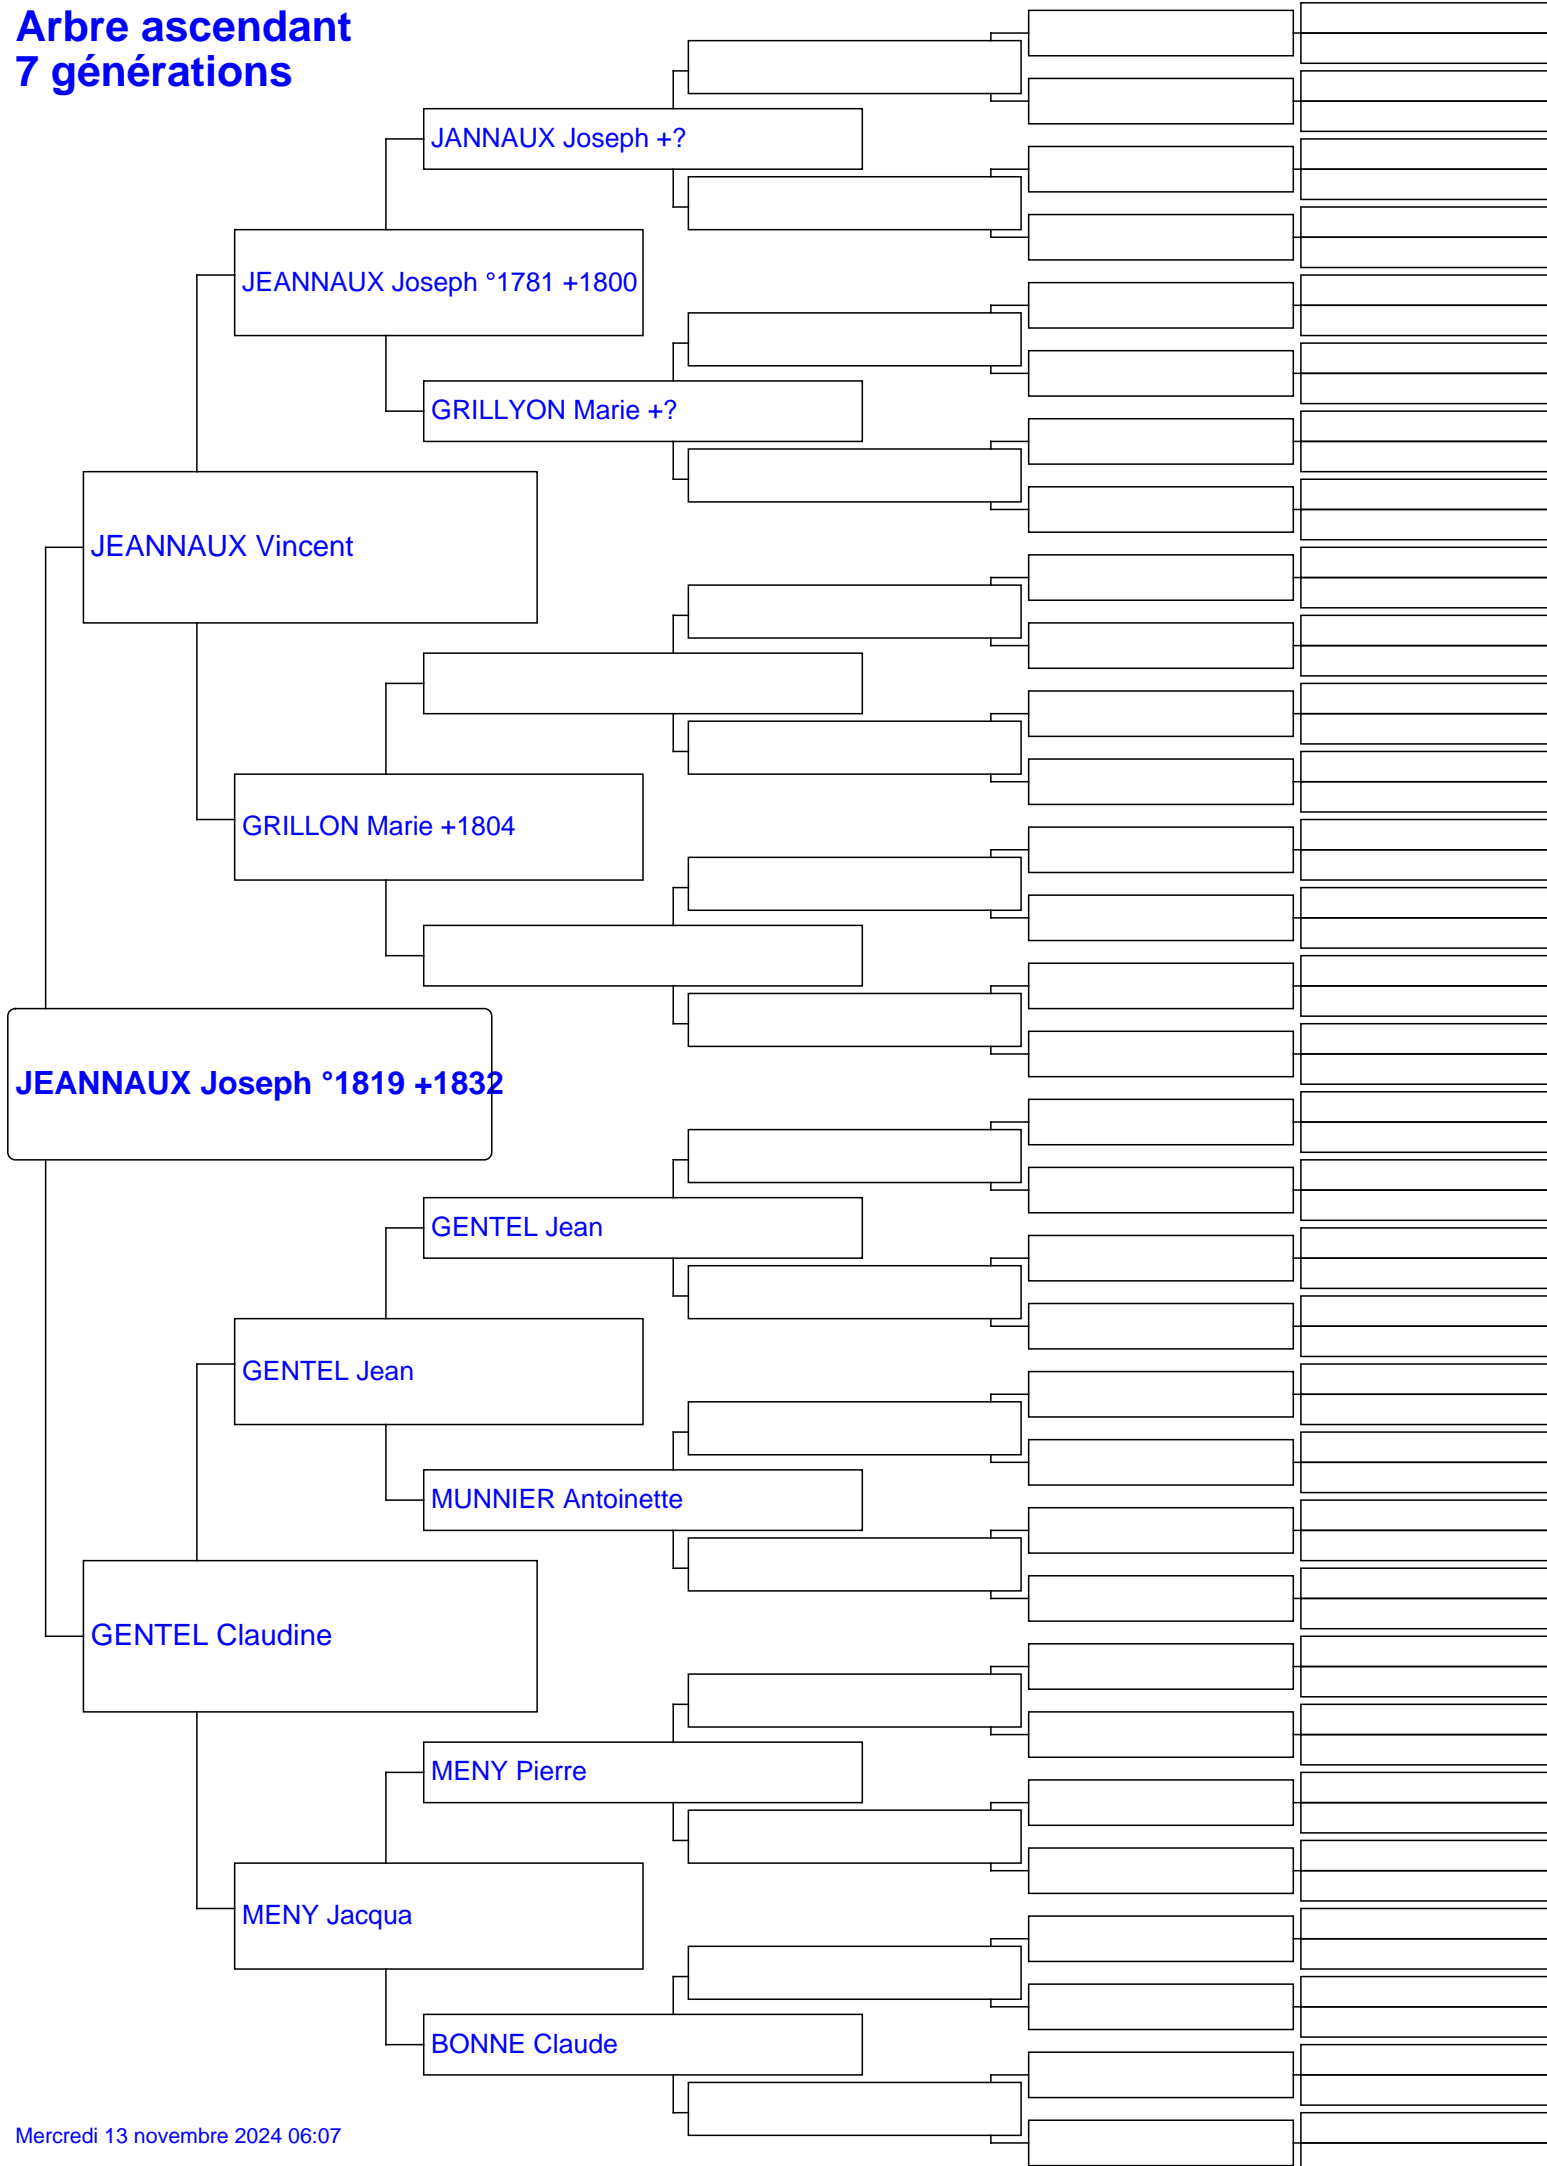 Arbre ascendant
7 générations
JANNAUX Joseph +?
JEANNAUX Joseph °1781 +1800
GRILLYON Marie +?
JEANNAUX Vincent
GRILLON Marie +1804
JEANNAUX Joseph °1819 +1832
GENTEL Jean
GENTEL Jean
MUNNIER Antoinette
GENTEL Claudine
MENY Pierre
MENY Jacqua
BONNE Claude
Mercredi 13 novembre 2024 06:07